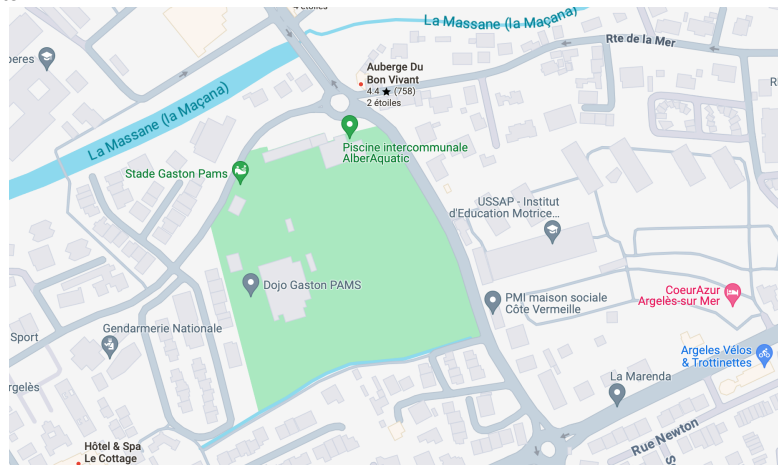 4 étoiles
La Massane (la Maçana)
Rte de la Mer
Auberge Du
Bon Vivant
4.4 ★ (758)
2 étoiles
La Massane (la Maçana)
Piscine intercommunale
AlberAquatic
Stade Gaston Pams
USSAP - Institut
d'Education Motrice...
Dojo Gaston PAMS
CoeurAzur
Argelès-sur Mer
PMI maison sociale
Côte Vermeille
Gendarmerie Nationale
Sport
Argeles Vélos
& Trottinettes
La Marenda
rgelès
Rue Newton
Hôtel & Spa
Le Cottage